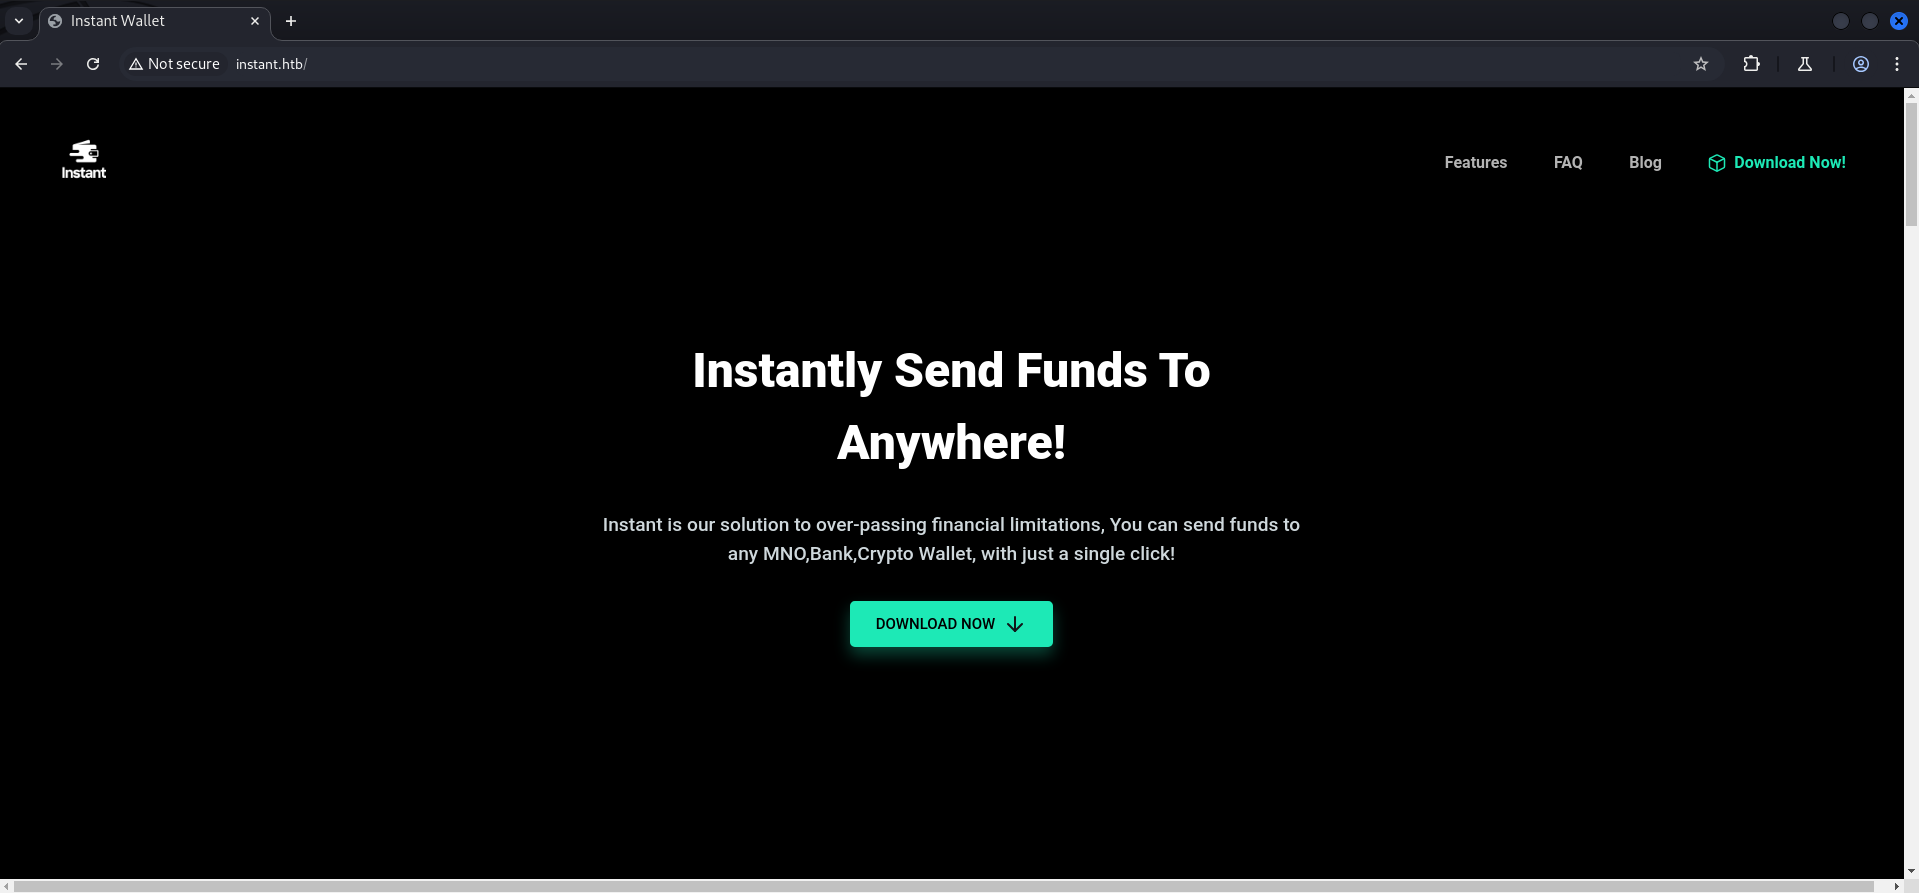 Instant Wallet
Not secure instant.htb/
Instant
Features FAQ Blog Download Now!
Instantly Send Funds To
Anywhere!
Instant is our solution to over-passing financial limitations, You can send funds to
any MNO,Bank,Crypto Wallet, with just a single click!
DOWNLOAD NOW